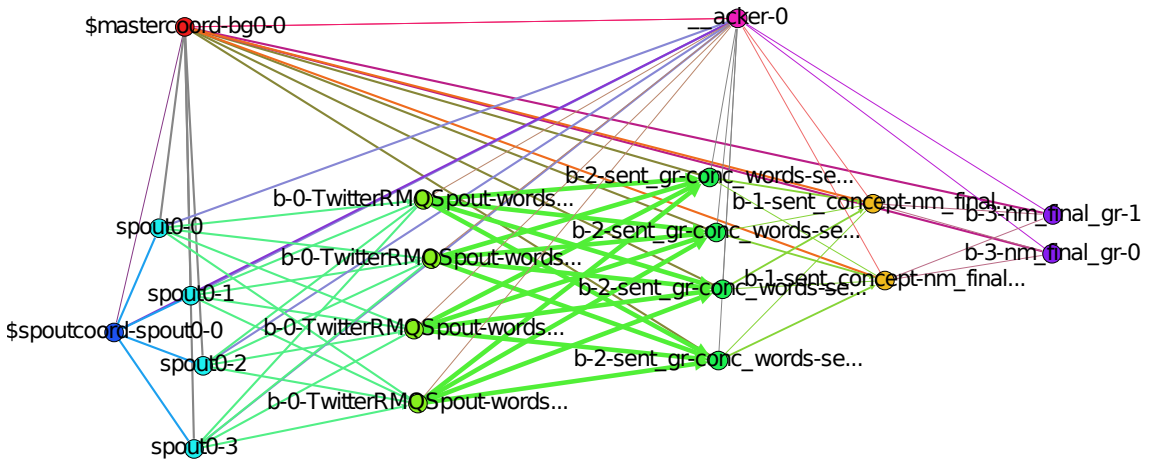 $mastercoord-bg0-0
__acker-0
b-2-sent_gr-conc_words-se...
b-0-TwitterRMQSpout-words...
b-1-sent_concept-nm_final...
b-3-nm_final_gr-1
spout0-0
b-2-sent_gr-conc_words-se...
b-0-TwitterRMQSpout-words...
b-3-nm_final_gr-0
b-1-sent_concept-nm_final...
spout0-1
b-2-sent_gr-conc_words-se...
$spoutcoord-spout0-0
b-0-TwitterRMQSpout-words...
spout0-2
b-2-sent_gr-conc_words-se...
b-0-TwitterRMQSpout-words...
spout0-3